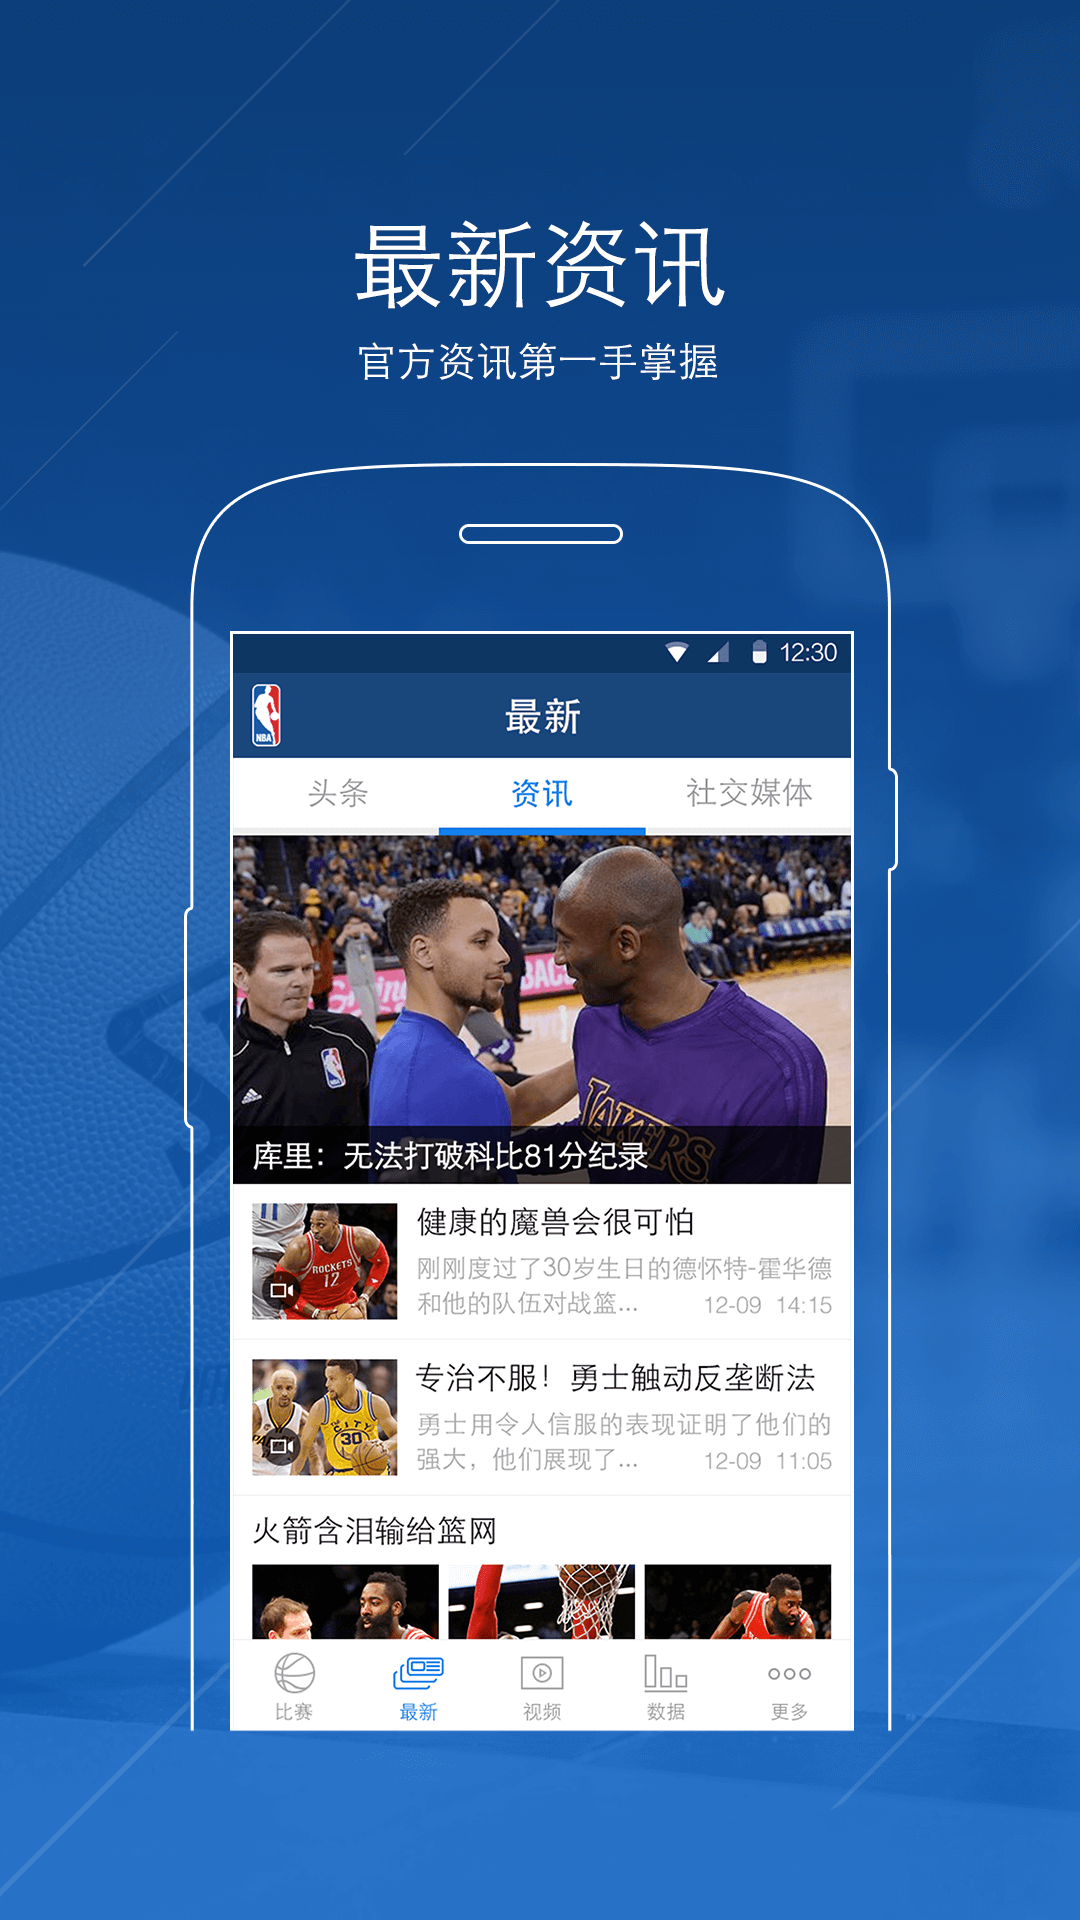 最新资讯
官方资讯第一手掌握
12:30
NBA
最新
头条 资讯 社交媒体
LAKERS
库里：无法打破科比81分纪录
健康的魔兽会很可怕
刚刚度过了30岁生日的德怀特-霍华德
和他的队伍对战篮... 12-09 14:15
ROCKETS
12
专治不服！勇士触动反垄断法
勇士用令人信服的表现证明了他们的
强大，他们展现了... 12-09 11:05
CITY
30
火箭含泪输给篮网
比赛 最新 视频 数据 更多